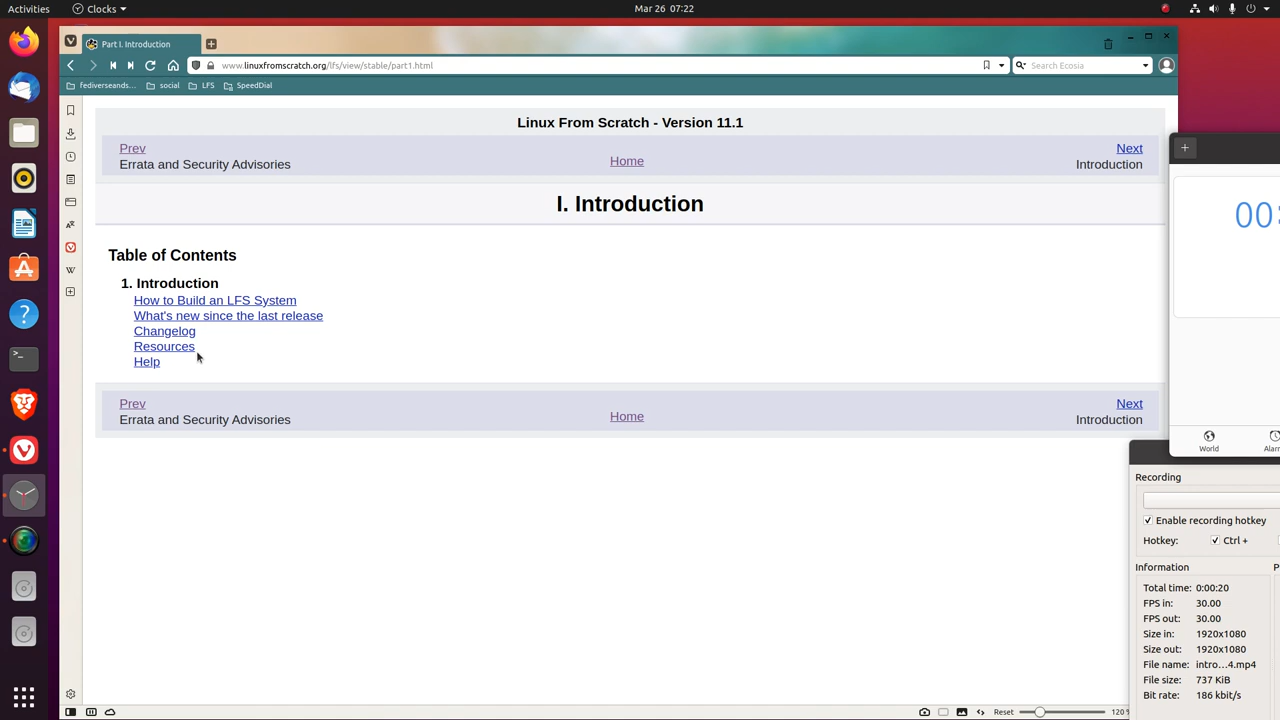 Activities
Clocks
Mar 26 07:22
Part I. Introduction
www.linuxfromscratch.org/lfs/view/stable/part1.html
Search Ecosia
fediverseands...
social
LFS
SpeedDial
Linux From Scratch - Version 11.1
Prev
Home
Next
Errata and Security Advisories
Introduction
I. Introduction
Table of Contents
1. Introduction
How to Build an LFS System
What's new since the last release
Changelog
Resources
Help
Prev
Home
Next
Errata and Security Advisories
Introduction
00:
World
Alarm
Recording
Enable recording hotkey
Hotkey:
Ctrl +
Information
P
Total time: 0:00:20
FPS in: 30.00
FPS out: 30.00
Size in: 1920x1080
Size out: 1920x1080
File name: intro...4.mp4
File size: 737 KiB
Bit rate: 186 kbit/s
Reset
120 %